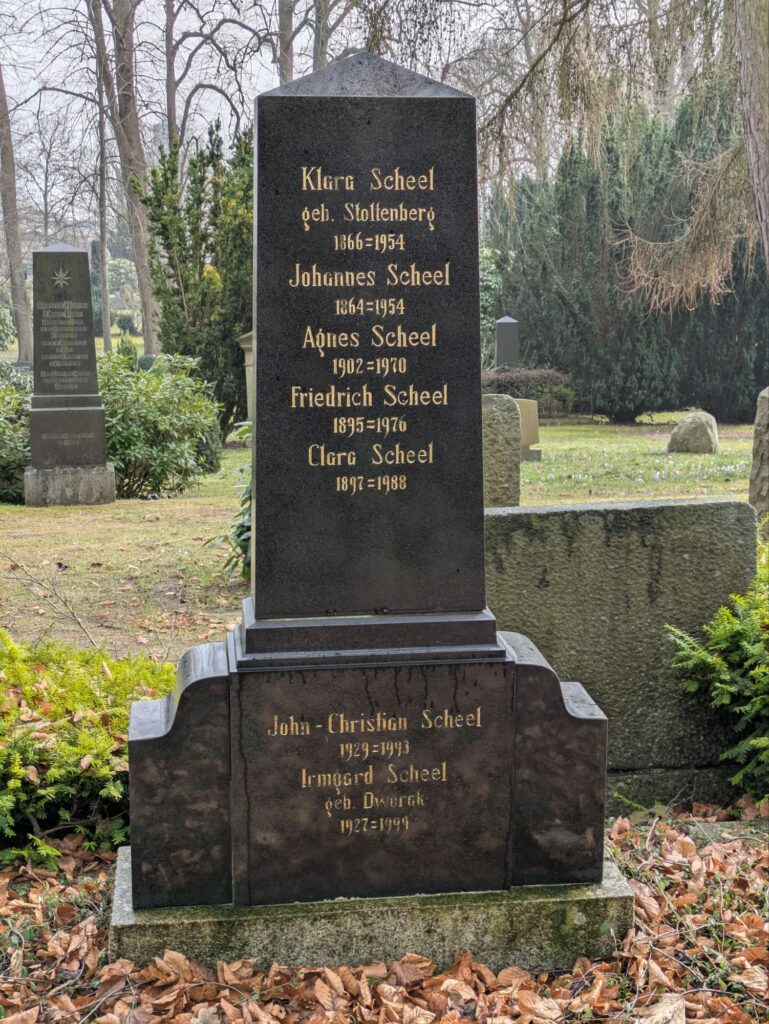 Klara Scheel
geb. Stoltenberg
1866=1954
Johannes Scheel
1864=1954
Agnes Scheel
1902=1970
Friedrich Scheel
1895=1976
Clara Scheel
1897=1988
John-Christian Scheel
1929=1993
Irmgard Scheel
geb. Dworak
1927=1999